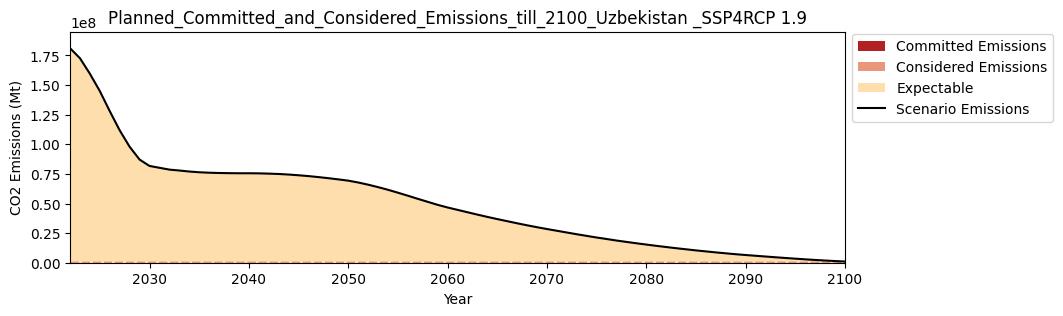 Planned_Committed_and_Considered_Emissions_till_2100_Uzbekistan _SSP4RCP 1.9
1e8
1.75
1.50
1.25
1.00
0.75
0.50
0.25
0.00
CO2 Emissions (Mt)
2030 2040 2050 2060 2070 2080 2090 2100
Year
Committed Emissions
Considered Emissions
Expectable
Scenario Emissions